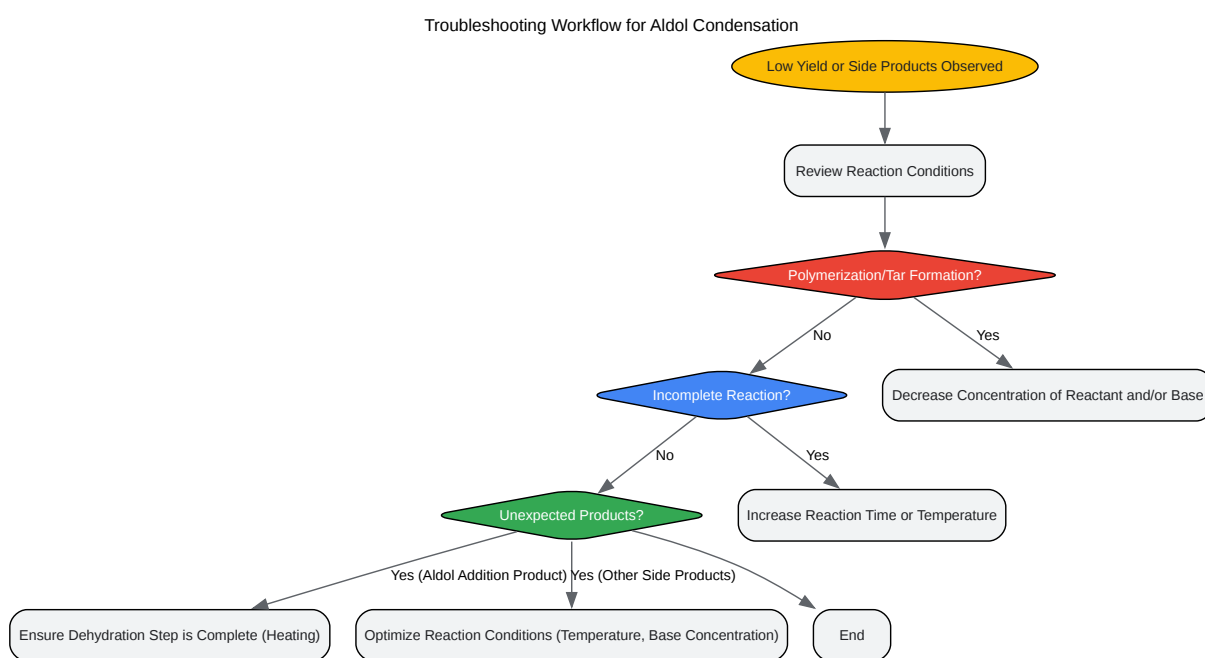 Troubleshooting Workflow for Aldol Condensation
Low Yield or Side Products Observed
Review Reaction Conditions
Polymerization/Tar Formation?
No
Yes
Incomplete Reaction?
Decrease Concentration of Reactant and/or Base
No
Yes
Unexpected Products?
Increase Reaction Time or Temperature
Yes (Aldol Addition Product)
Yes (Other Side Products)
Ensure Dehydration Step is Complete (Heating)
Optimize Reaction Conditions (Temperature, Base Concentration)
End